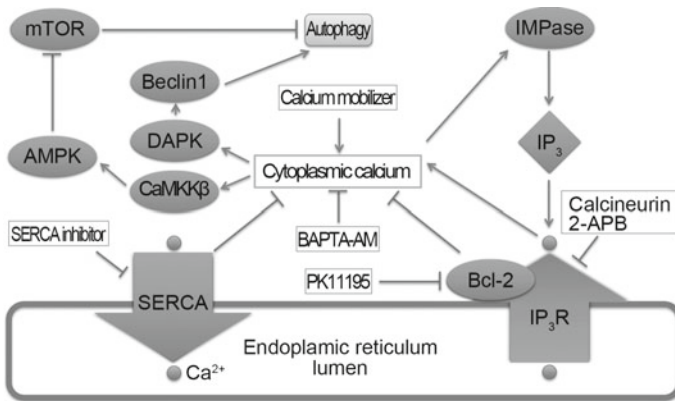 mTOR
Autophagy
IMPase
Beclin1
Calcium mobilizer
DAPK
AMPK
IP₃
CaMKKβ
Cytoplasmic calcium
Calcineurin
2-APB
SERCA inhibitor
BAPTA-AM
PK11195
Bcl-2
SERCA
IP₃R
Endoplamic reticulum
lumen
Ca²⁺